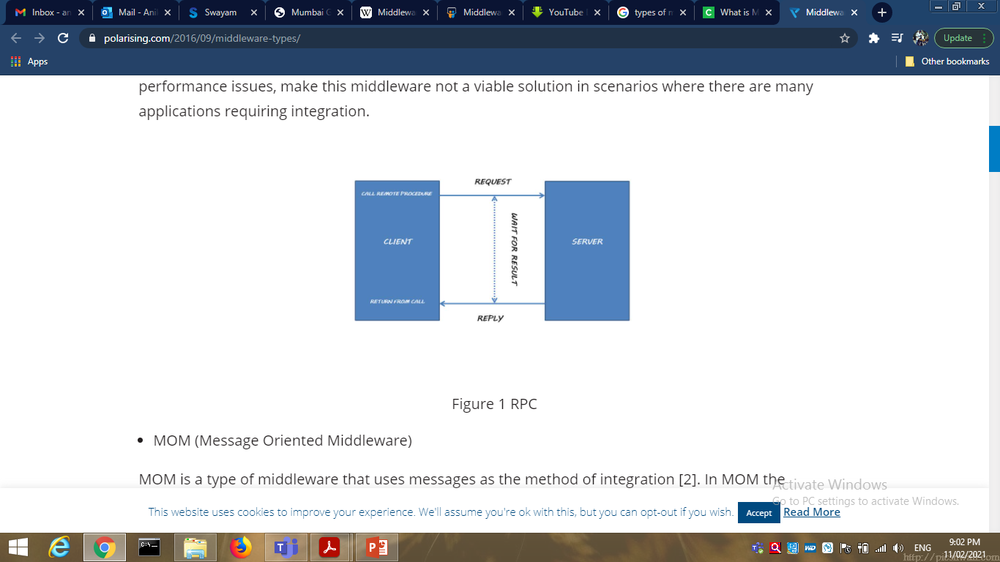 Inbox - an
Mail - Ani
Swayam
Mumbai G
Middlewa
Middlewa
YouTube
types of m
What is M
Middlewa
polarising.com/2016/09/middleware-types/
Update
Apps
Other bookmarks
performance issues, make this middleware not a viable solution in scenarios where there are many
applications requiring integration.
REQUEST
CALL REMOTE PROCEDURE
WAIT FOR RESULT
CLIENT
SERVER
RETURN FROM CALL
REPLY
Figure 1 RPC
• MOM (Message Oriented Middleware)
MOM is a type of middleware that uses messages as the method of integration [2]. In MOM the
Activate Windows
Go to PC settings to activate Windows.
This website uses cookies to improve your experience. We'll assume you're ok with this, but you can opt-out if you wish.
Accept
Read More
ENG
9:02 PM
11/02/2021